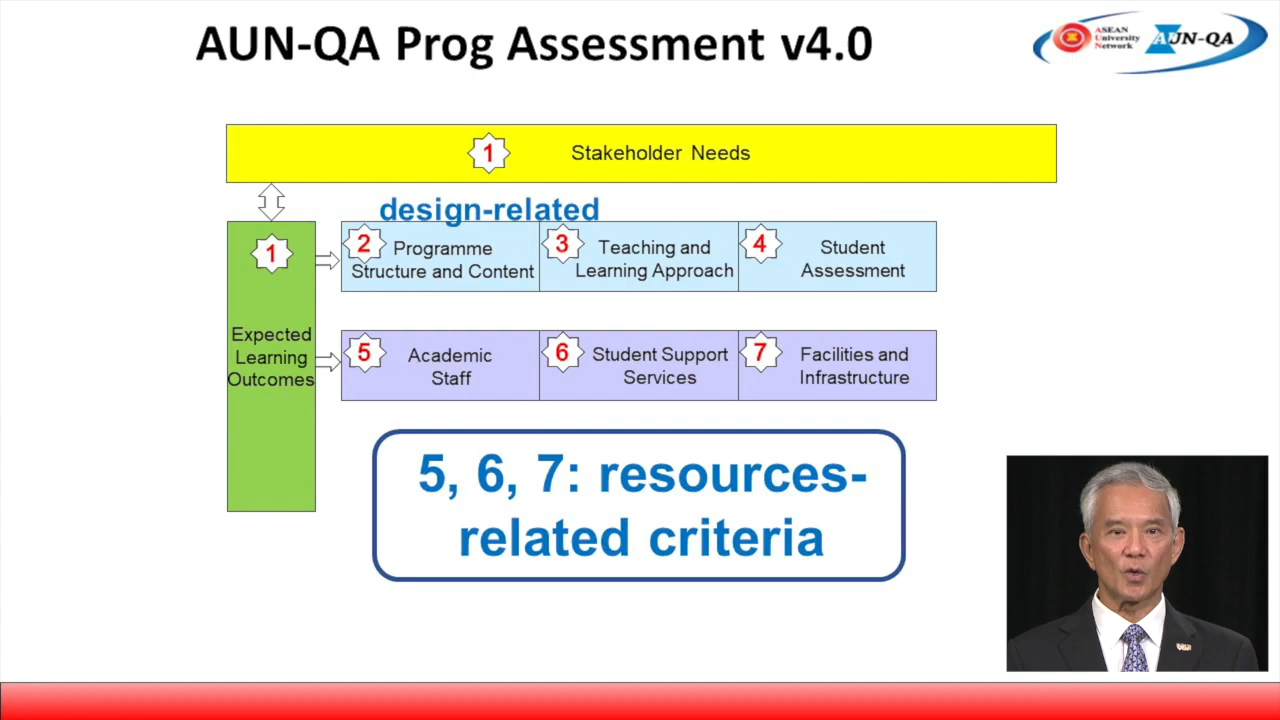 AUN-QA Prog Assessment v4.0
ASEAN
University
Network
AUN-QA
1
Stakeholder Needs
design-related
1
Expected
Learning
Outcomes
2
Programme
Structure and Content
3
Teaching and
Learning Approach
4
Student
Assessment
5
Academic
Staff
6
Student Support
Services
7
Facilities and
Infrastructure
5, 6, 7: resources-
related criteria